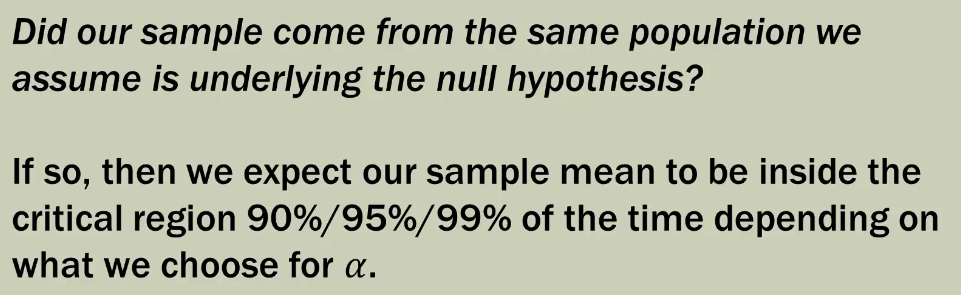 Did our sample come from the same population we
assume is underlying the null hypothesis?
If so, then we expect our sample mean to be inside the
critical region 90%/95%/99% of the time depending on
what we choose for α.